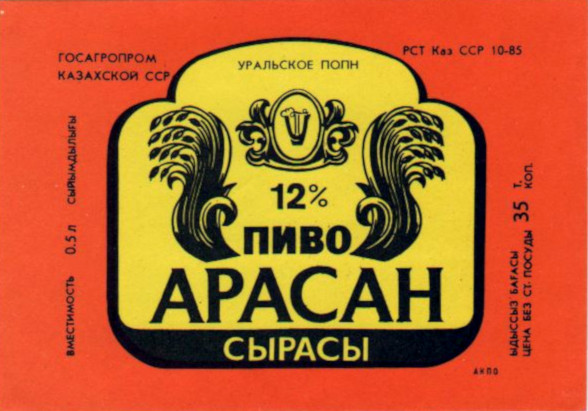 ГОСАГРОПРОМ
КАЗАХСКОЙ ССР
УРАЛЬСКОЕ ПОПН
РСТ Каз ССР 10-85
ВМЕСТИМОСТЬ 0.5 л СЫЙЫМДЫЛЫҒЫ
12%
ПИВО
АРАСАН
СЫРАСЫ
ЫДЫССЫЗ БАҒАСЫ 35 Т.
ЦЕНА БЕЗ СТ. ПОСУДЫ КОП.
АКПО